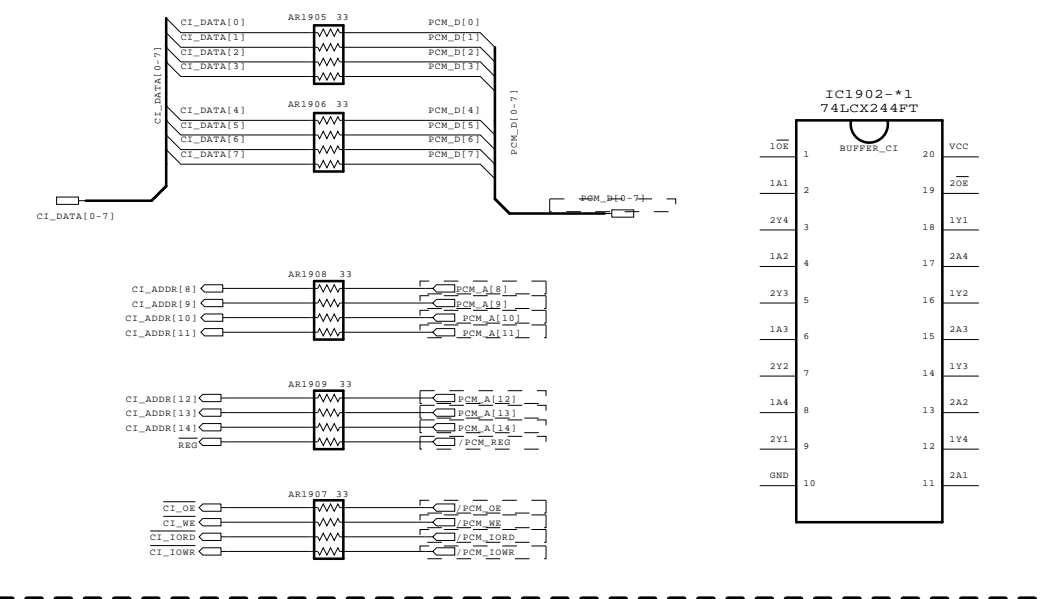 AR1905 33
CI_DATA[0] PCM_D[0]
CI_DATA[1] PCM_D[1]
CI_DATA[2] PCM_D[2]
CI_DATA[3] PCM_D[3]
CI_DATA[0-7]
PCM_D[0-7]
AR1906 33
CI_DATA[4] PCM_D[4]
CI_DATA[5] PCM_D[5]
CI_DATA[6] PCM_D[6]
CI_DATA[7] PCM_D[7]
CI_DATA[0-7]
PCM_D[0-7]
AR1908 33
CI_ADDR[8] PCM_A[8]
CI_ADDR[9] PCM_A[9]
CI_ADDR[10] PCM_A[10]
CI_ADDR[11] PCM_A[11]
AR1909 33
CI_ADDR[12] PCM_A[12]
CI_ADDR[13] PCM_A[13]
CI_ADDR[14] PCM_A[14]
REG /PCM_REG
AR1907 33
CI_OE /PCM_OE
CI_WE /PCM_WE
CI_IORD /PCM_IORD
CI_IOWR /PCM_IOWR
IC1902-*1
74LCX244FT
BUFFER_CI
1OE 1 20 VCC
1A1 2 19 2OE
2Y4 3 18 1Y1
1A2 4 17 2A4
2Y3 5 16 1Y2
1A3 6 15 2A3
2Y2 7 14 1Y3
1A4 8 13 2A2
2Y1 9 12 1Y4
GND 10 11 2A1